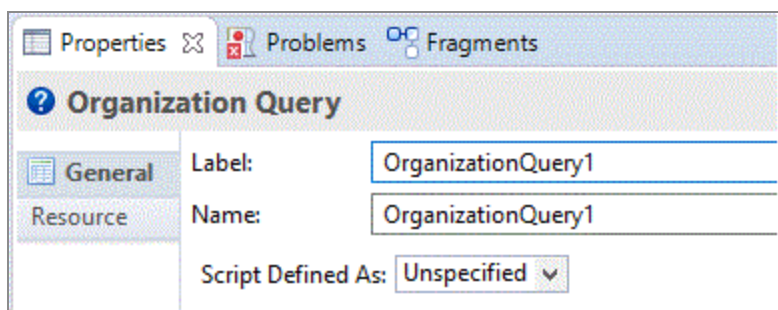 Properties Problems Fragments
Organization Query
General
Resource
Label: OrganizationQuery1
Name: OrganizationQuery1
Script Defined As: Unspecified